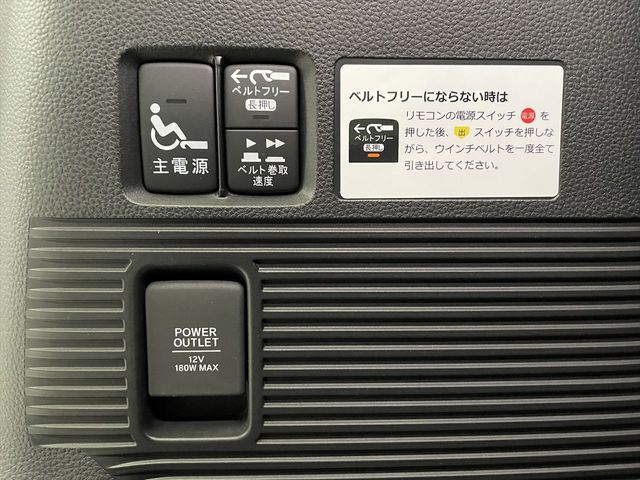 主電源
ベルトフリー
長押し
ベルト巻取
速度
ベルトフリーにならない時は
リモコンの電源スイッチ 電源 を
押した後、出 スイッチを押しな
がら、ウインチベルトを一度全て
引き出してください。
ベルトフリー
長押し
POWER
OUTLET
12V
180W MAX